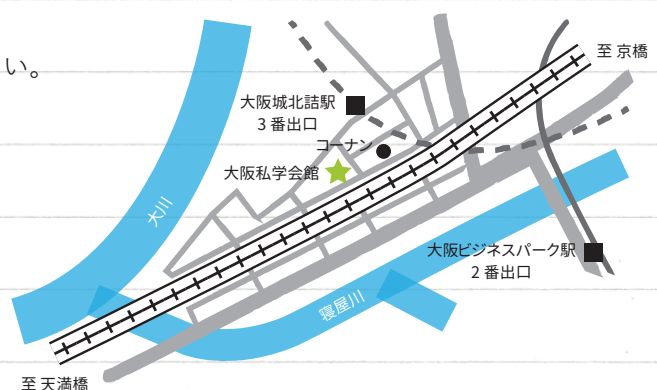 い。
至 京橋
大阪城北詰駅
3 番出口
コーナン
大阪私学会館
大川
大阪ビジネスパーク駅
2 番出口
寝屋川
至 天満橋